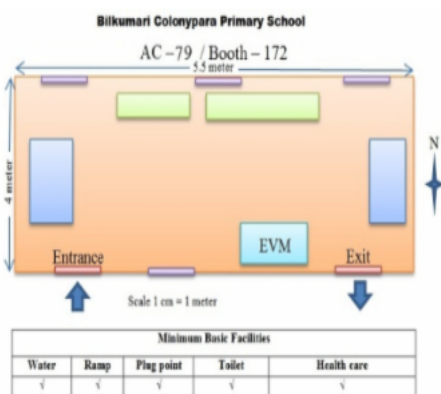 Bilkumari Colonypara Primary School
AC – 79 / Booth – 172
5.5 meter
4 meter
N
EVM
Entrance
Exit
Scale 1 cm = 1 meter
Minimum Basic Facilities
Water Ramp Plug point Toilet Health care
√ √ √ √ √